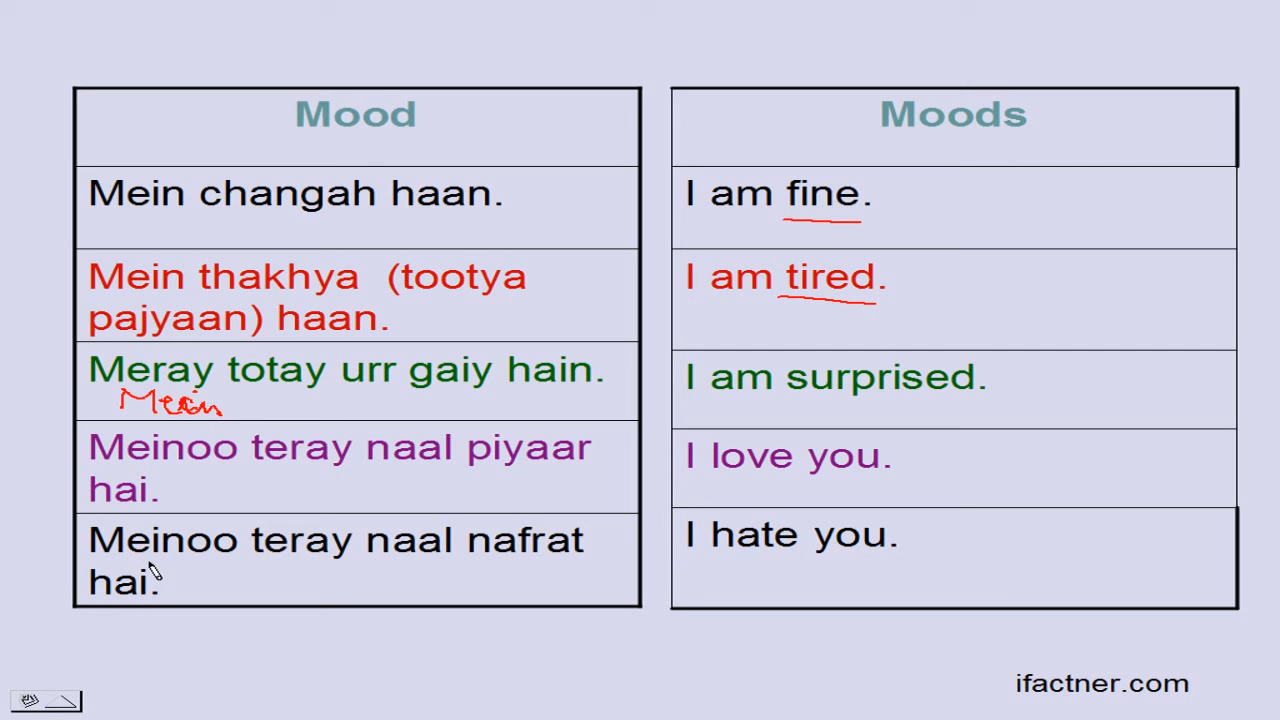 Mood
Mein changah haan.
Mein thakhya (tootya
pajyaan) haan.
Meray totay urr gaiy hain.
Mein
Meinoo teray naal piyaar
hai.
Meinoo teray naal nafrat
hai.
Moods
I am fine.
I am tired.
I am surprised.
I love you.
I hate you.
ifactner.com